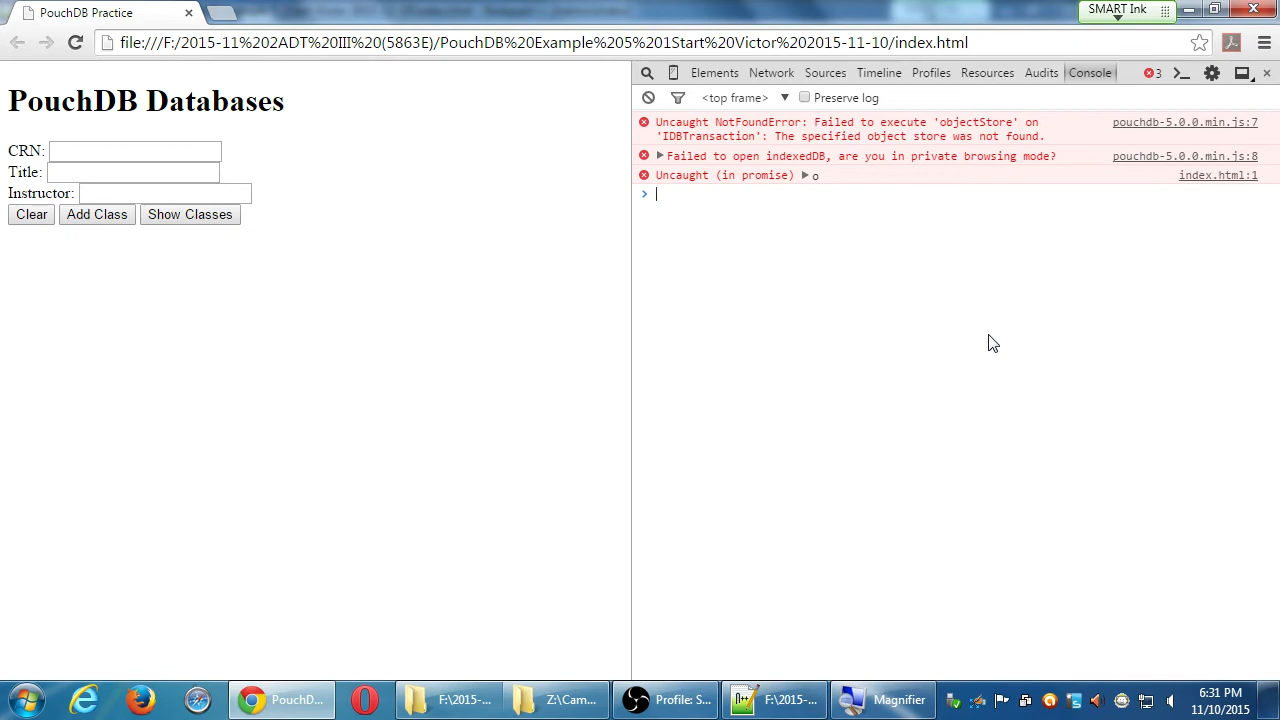 PouchDB Practice
SMART Ink
file:///F:/2015-11%202ADT%20III%20(5863E)/PouchDB%20Example%205%201Start%20Victor%202015-11-10/index.html
PouchDB Databases
CRN:
Title:
Instructor:
Clear Add Class Show Classes
Elements Network Sources Timeline Profiles Resources Audits Console 3
<top frame> Preserve log
Uncaught NotFoundError: Failed to execute 'objectStore' on pouchdb-5.0.0.min.js:7
'IDBTransaction': The specified object store was not found.
Failed to open indexedDB, are you in private browsing mode? pouchdb-5.0.0.min.js:8
Uncaught (in promise) o index.html:1
PouchD... F:\2015-... Z:\Cam... Profile: S... F:\2015-... Magnifier
6:31 PM
11/10/2015